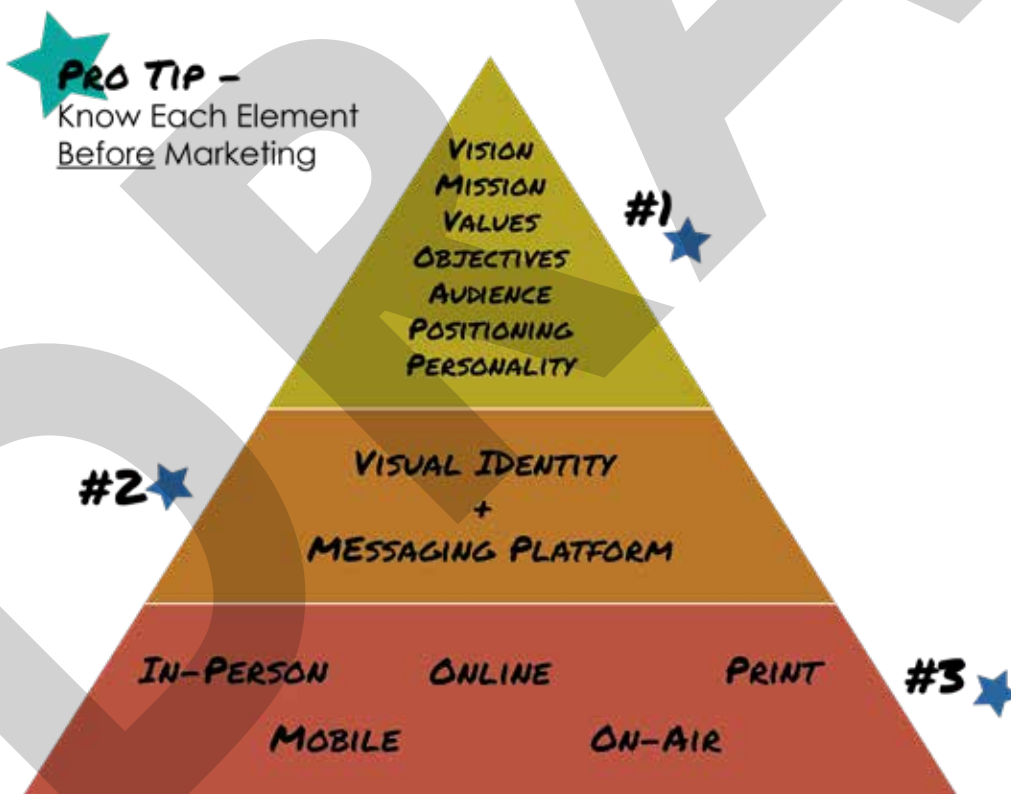 PRO TIP –
Know Each Element
Before Marketing
VISION
MISSION
VALUES
OBJECTIVES
AUDIENCE
POSITIONING
PERSONALITY
#1
VISUAL IDENTITY
+
MESSAGING PLATFORM
#2
IN-PERSON ONLINE PRINT
MOBILE ON-AIR
#3